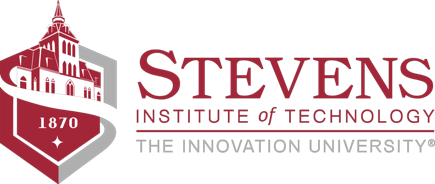 1870
STEVENS
INSTITUTE of TECHNOLOGY
THE INNOVATION UNIVERSITY®